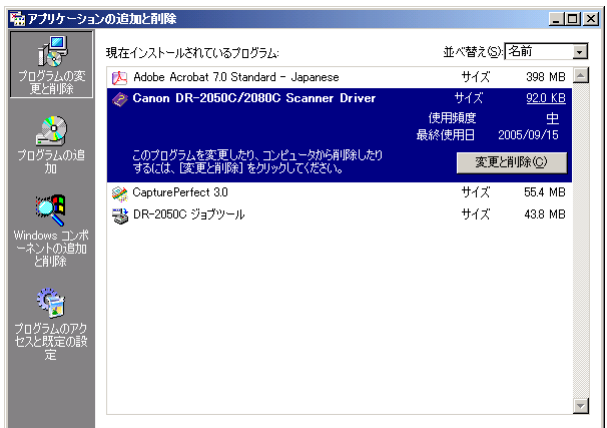 アプリケーションの追加と削除
プログラムの変
更と削除
プログラムの追
加
Windows コンポ
ーネントの追加
と削除
プログラムのアク
セスと既定の設
定
現在インストールされているプログラム:
並べ替え(S): 名前
Adobe Acrobat 7.0 Standard - Japanese サイズ 398 MB
Canon DR-2050C/2080C Scanner Driver サイズ 92.0 KB
使用頻度 中
最終使用日 2005/09/15
このプログラムを変更したり、コンピュータから削除したり
するには、[変更と削除] をクリックしてください。
変更と削除(C)
CapturePerfect 3.0 サイズ 55.4 MB
DR-2050C ジョブツール サイズ 43.8 MB